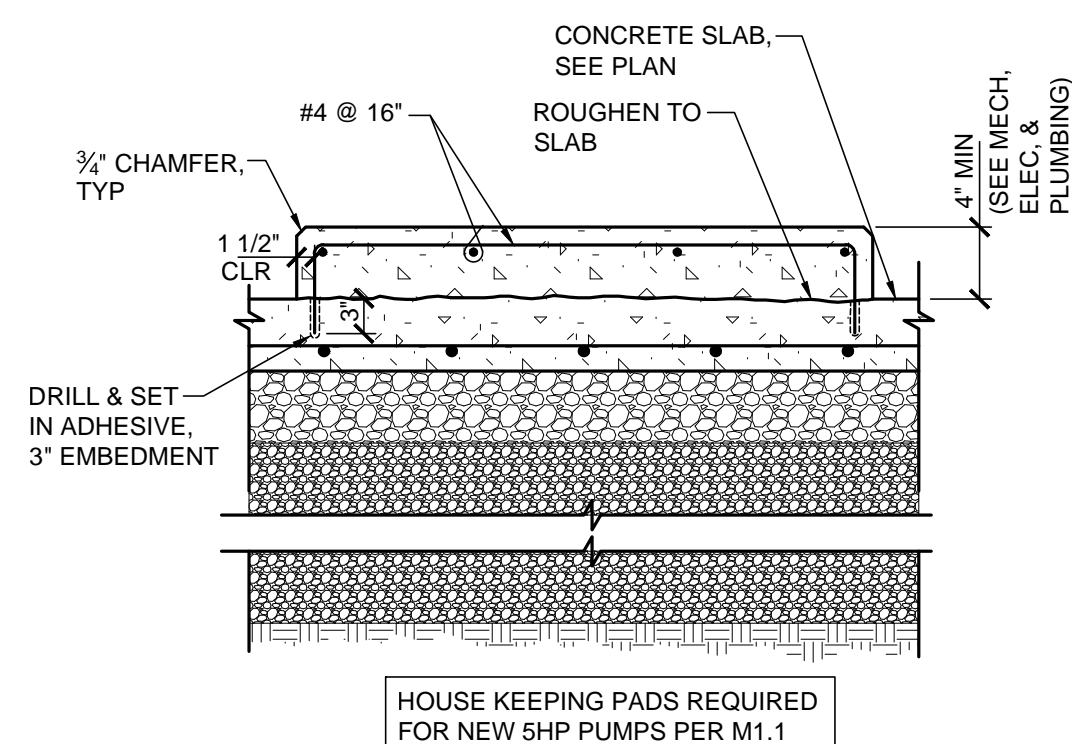 CONCRETE SLAB,
SEE PLAN
#4 @ 16"
ROUGHEN TO
SLAB
¾" CHAMFER,
TYP
4" MIN
(SEE MECH,
ELEC, &
PLUMBING)
1 1/2"
CLR
3"
DRILL & SET
IN ADHESIVE,
3" EMBEDMENT
HOUSE KEEPING PADS REQUIRED
FOR NEW 5HP PUMPS PER M1.1